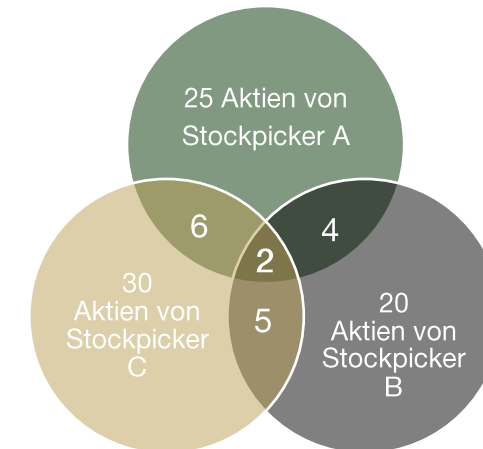 25 Aktien von
Stockpicker A
6
4
2
30
Aktien von
Stockpicker
C
5
20
Aktien von
Stockpicker
B